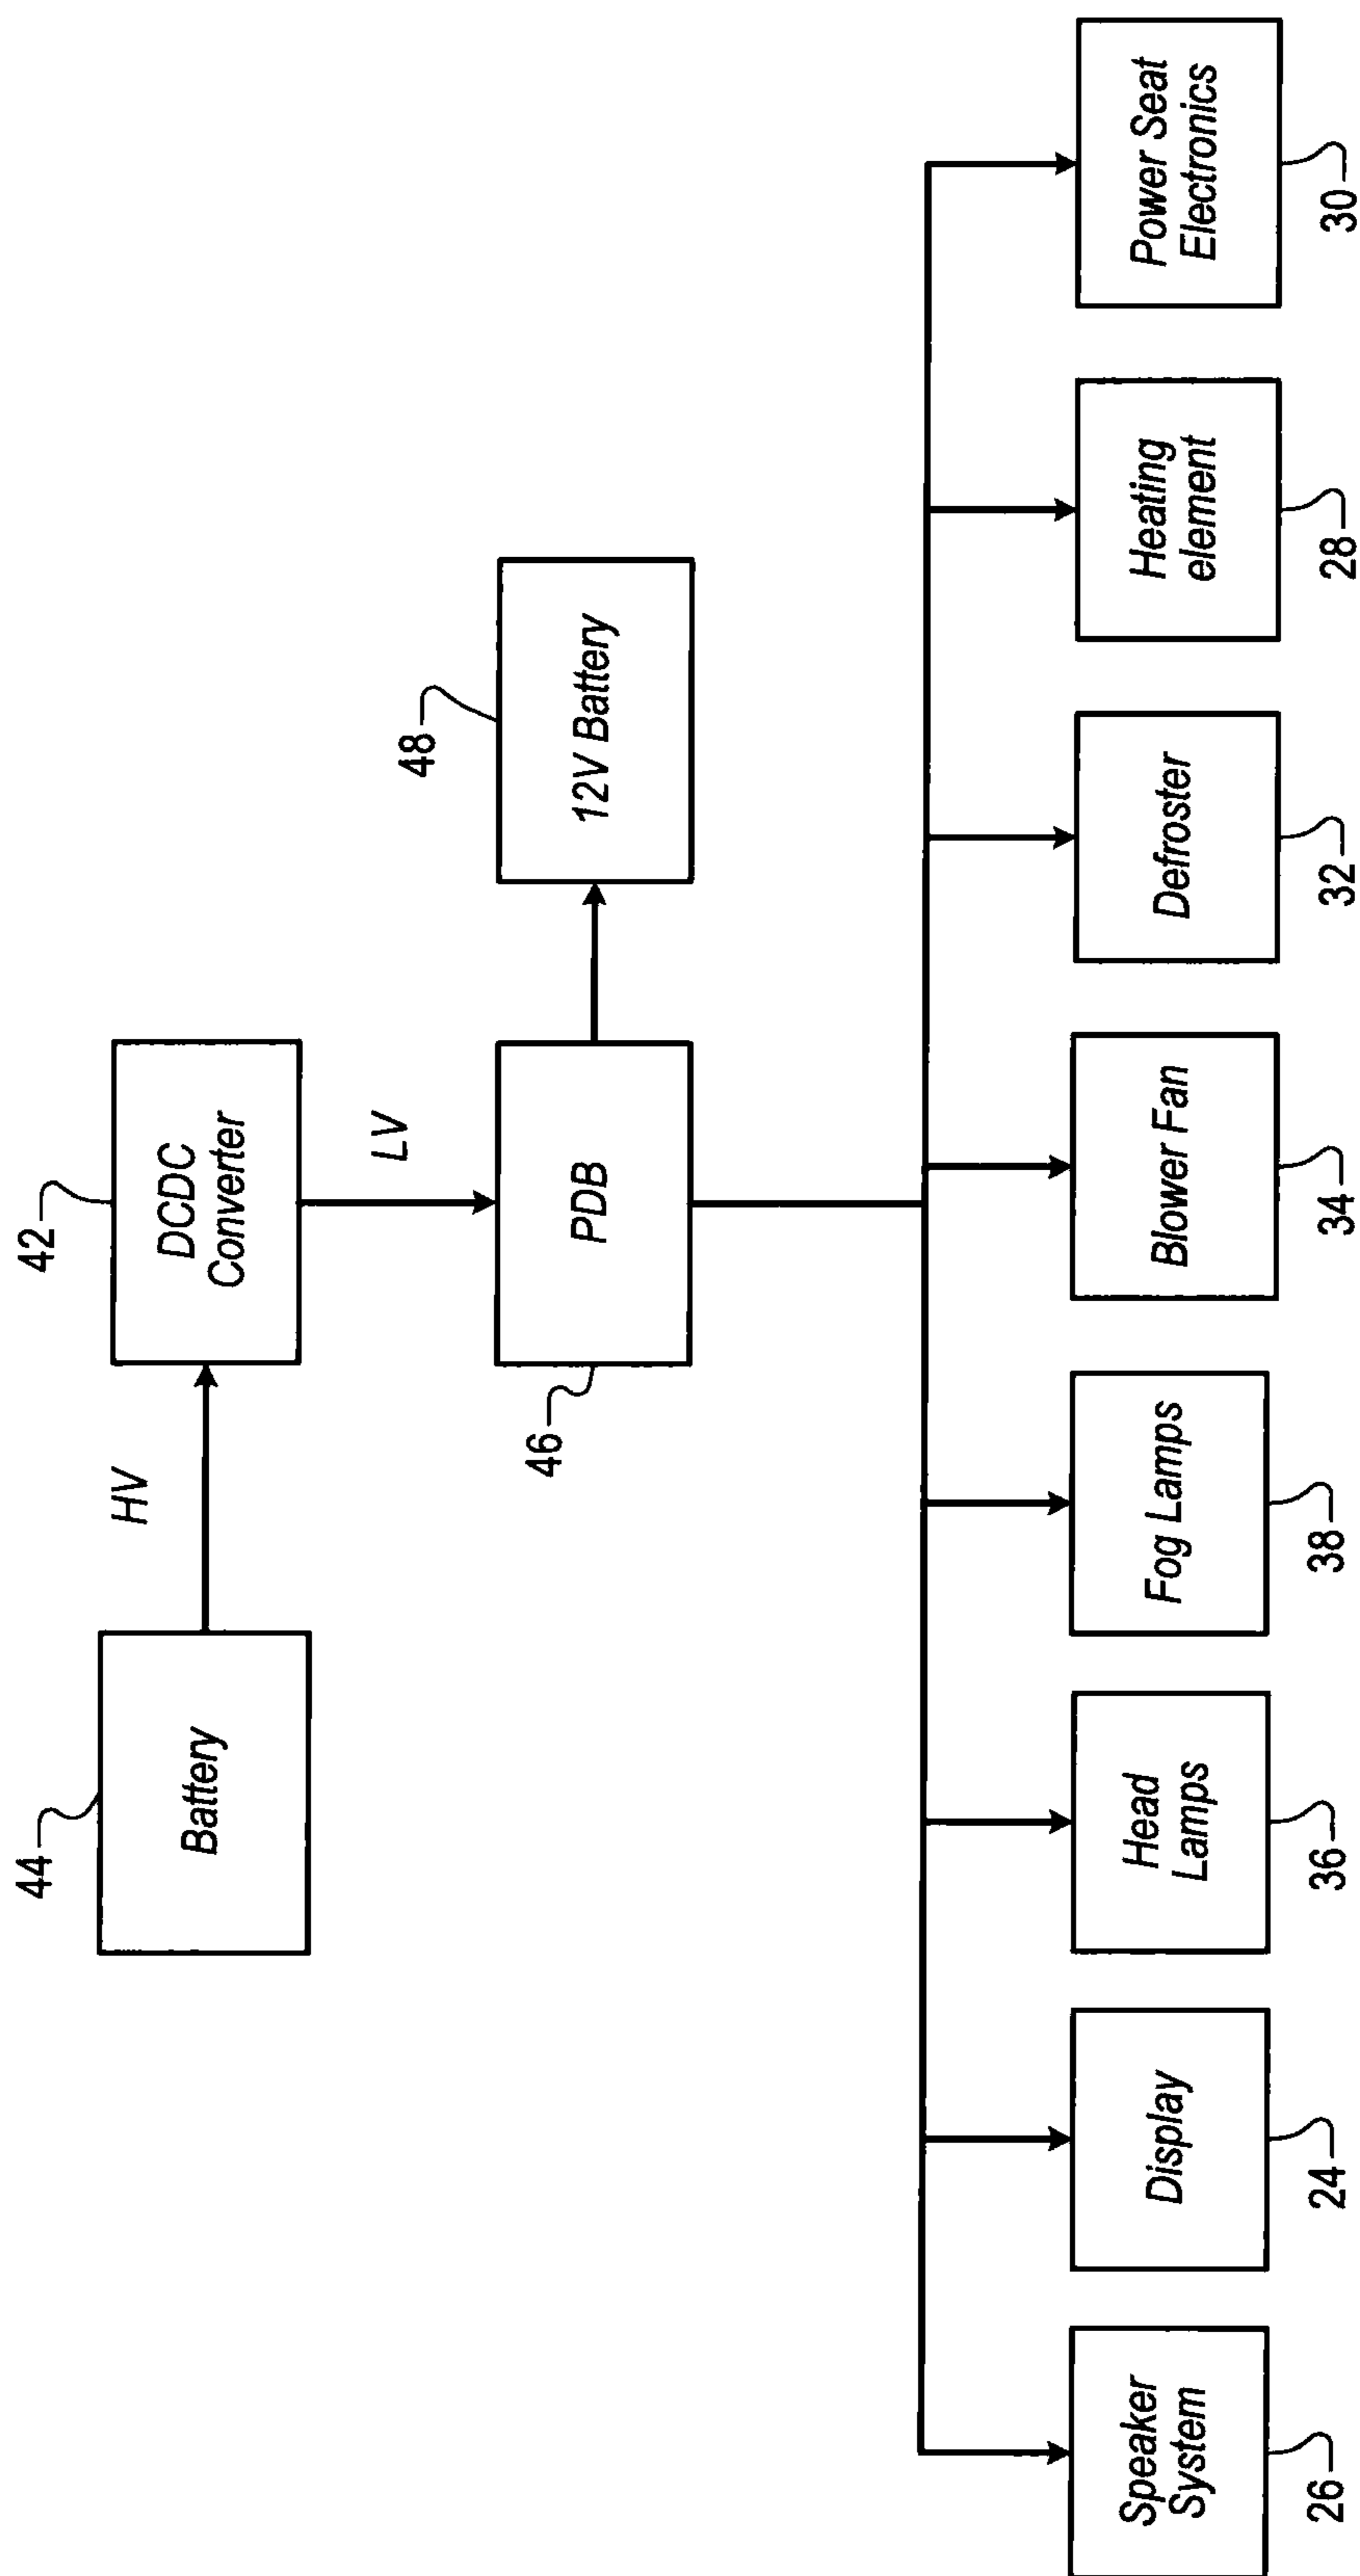 44
Battery
HV
42
DCDC
Converter
LV
46
PDB
48
12V Battery
Speaker
System
26
Display
24
Head
Lamps
36
Fog Lamps
38
Blower Fan
34
Defroster
32
Heating
element
28
Power Seat
Electronics
30